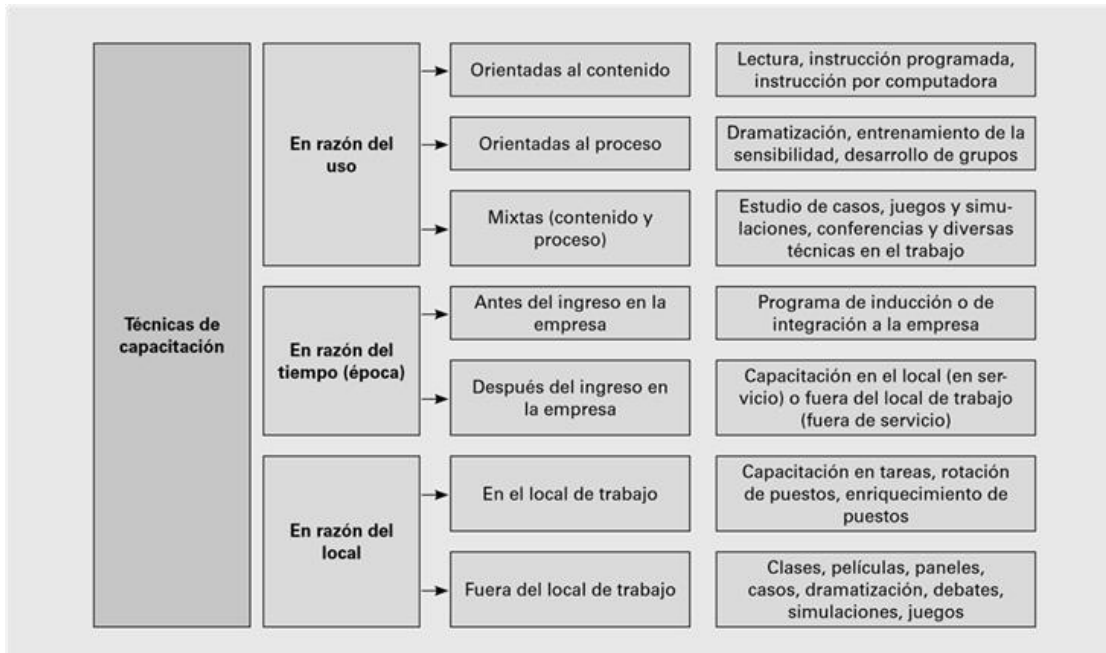 Técnicas de
capacitación
En razón del
uso
Orientadas al contenido
Lectura, instrucción programada,
instrucción por computadora
Orientadas al proceso
Dramatización, entrenamiento de la
sensibilidad, desarrollo de grupos
Mixtas (contenido y
proceso)
Estudio de casos, juegos y simu-
laciones, conferencias y diversas
técnicas en el trabajo
En razón del
tiempo (época)
Antes del ingreso en la
empresa
Programa de inducción o de
integración a la empresa
Después del ingreso en
la empresa
Capacitación en el local (en ser-
vicio) o fuera del local de trabajo
(fuera de servicio)
En razón del
local
En el local de trabajo
Capacitación en tareas, rotación
de puestos, enriquecimiento de
puestos
Fuera del local de trabajo
Clases, películas, paneles,
casos, dramatización, debates,
simulaciones, juegos